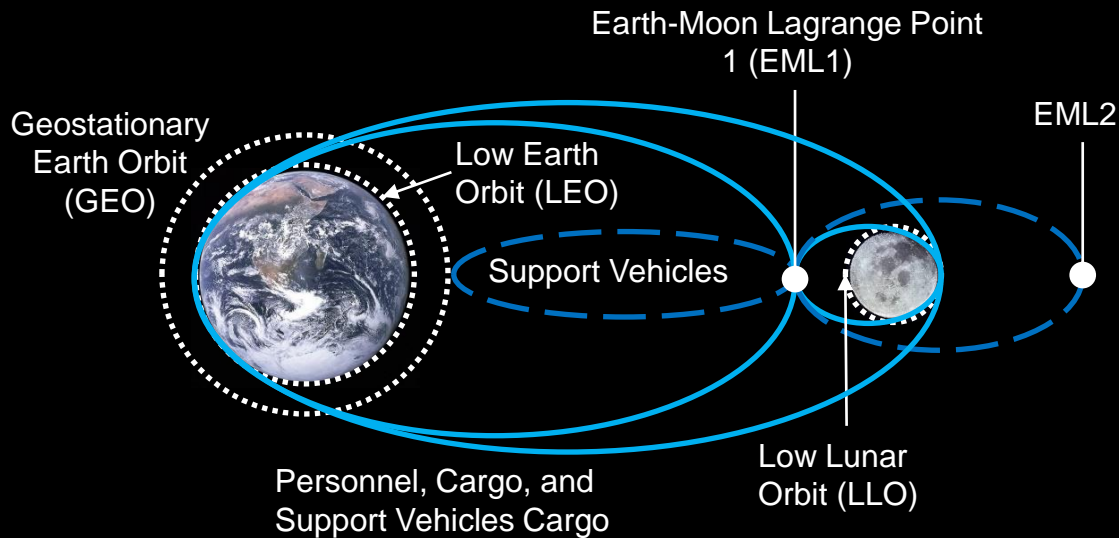 Earth-Moon Lagrange Point
1 (EML1)
EML2
Geostationary
Earth Orbit
(GEO)
Low Earth
Orbit (LEO)
Support Vehicles
Low Lunar
Orbit (LLO)
Personnel, Cargo, and
Support Vehicles Cargo